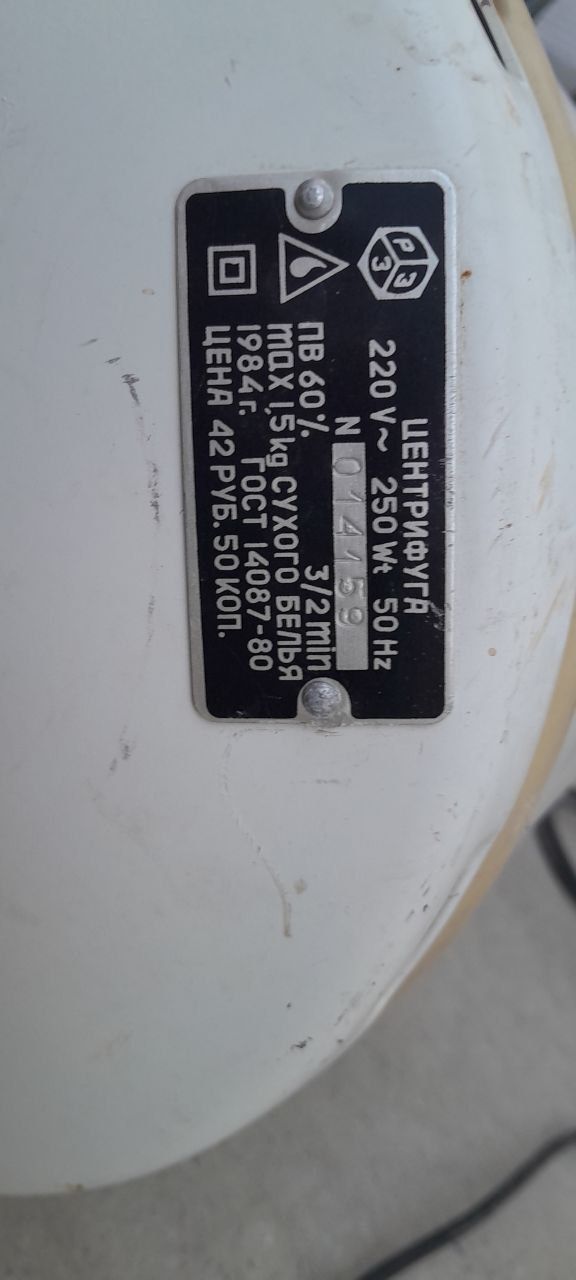 РЭЗ
ЦЕНТРИФУГА
220 V~ 250 Wt 50 Hz
N 014159
ПВ 60% 3/2 min
max 1,5 kg СУХОГО БЕЛЬЯ
1984 г. ГОСТ 14087-80
ЦЕНА 42 РУБ. 50 КОП.